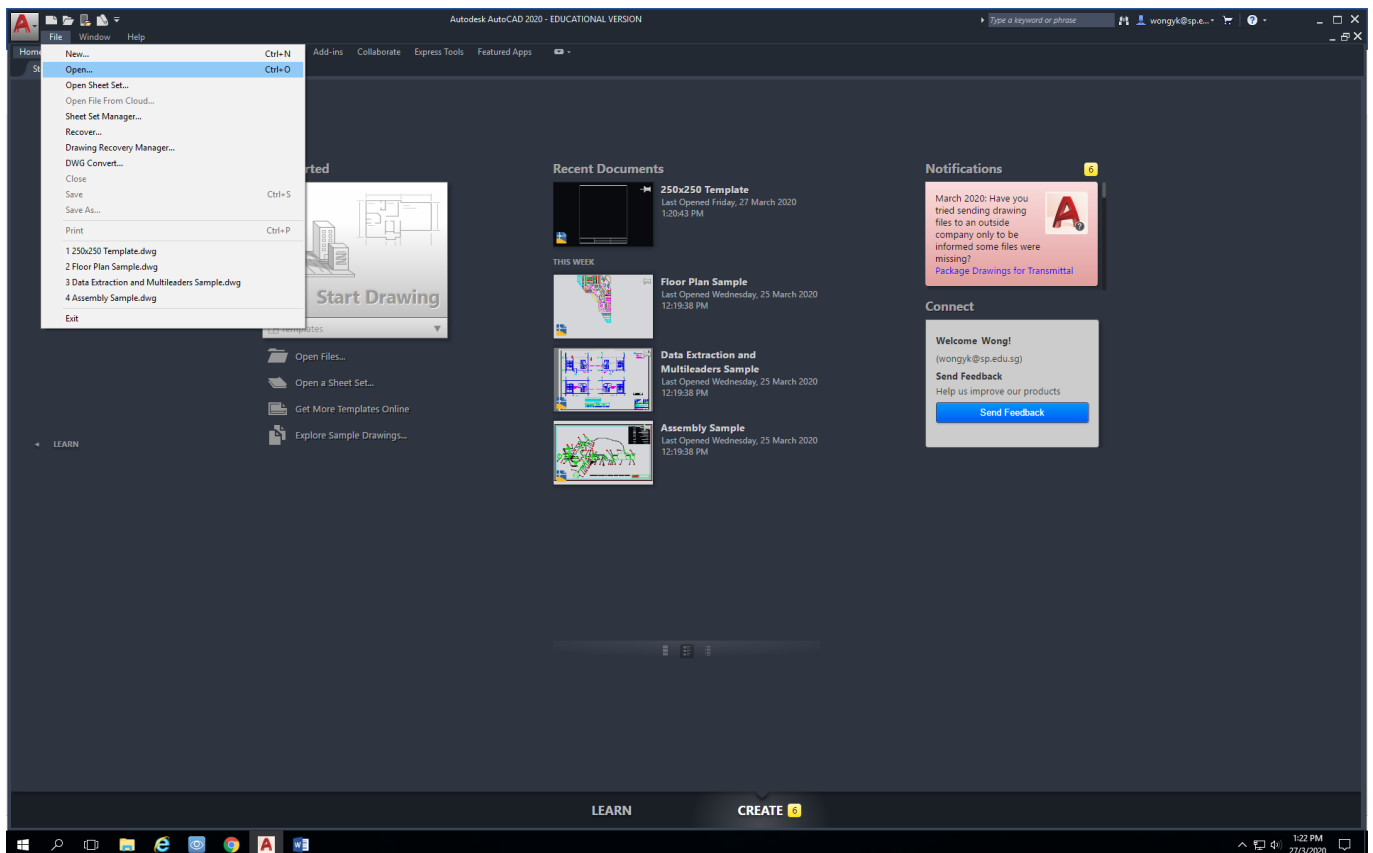 Autodesk AutoCAD 2020 - EDUCATIONAL VERSION
Type a keyword or phrase
wongyk@sp.e...
File Window Help
Add-ins Collaborate Express Tools Featured Apps
New... Ctrl+N
Open... Ctrl+O
Open Sheet Set...
Open File From Cloud...
Sheet Set Manager...
Recover...
Drawing Recovery Manager...
DWG Convert...
Close
Save Ctrl+S
Save As...
Print Ctrl+P
1 250x250 Template.dwg
2 Floor Plan Sample.dwg
3 Data Extraction and Multileaders Sample.dwg
4 Assembly Sample.dwg
Exit
Start Drawing
Open Files...
Open a Sheet Set...
Get More Templates Online
Explore Sample Drawings...
LEARN
Recent Documents
250x250 Template
Last Opened Friday, 27 March 2020
1:20:43 PM
THIS WEEK
Floor Plan Sample
Last Opened Wednesday, 25 March 2020
12:19:38 PM
Data Extraction and
Multileaders Sample
Last Opened Wednesday, 25 March 2020
12:19:38 PM
Assembly Sample
Last Opened Wednesday, 25 March 2020
12:19:38 PM
Notifications 6
March 2020: Have you
tried sending drawing
files to an outside
company only to be
informed some files were
missing?
Package Drawings for Transmittal
Connect
Welcome Wong!
(wongyk@sp.edu.sg)
Send Feedback
Help us improve our products
Send Feedback
LEARN CREATE 6
1:22 PM
27/3/2020